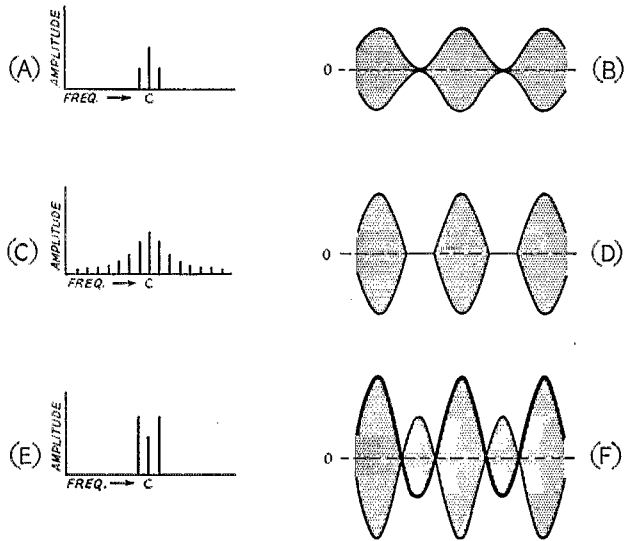 (A)
AMPLITUDE
FREQ. → C
0
(B)
(C)
AMPLITUDE
FREQ. → C
0
(D)
(E)
AMPLITUDE
FREQ. → C
0
(F)